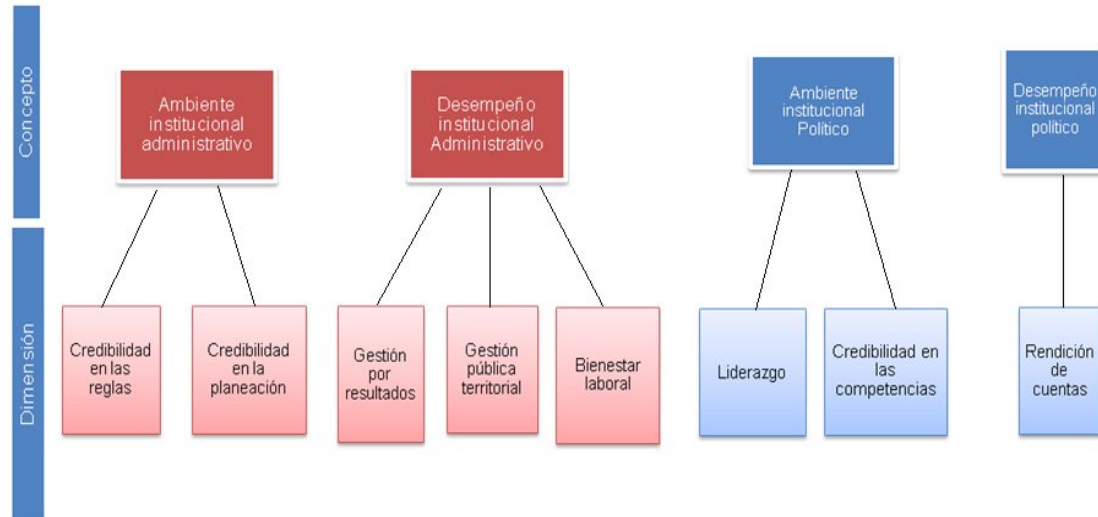 Concepto
Ambiente
institucional
administrativo
Desempeño
institucional
Administrativo
Ambiente
institucional
Político
Desempeño
institucional
político
Dimensión
Credibilidad
en las
reglas
Credibilidad
en la
planeación
Gestión
por
resultados
Gestión
pública
territorial
Bienestar
laboral
Liderazgo
Credibilidad en
las
competencias
Rendición
de
cuentas